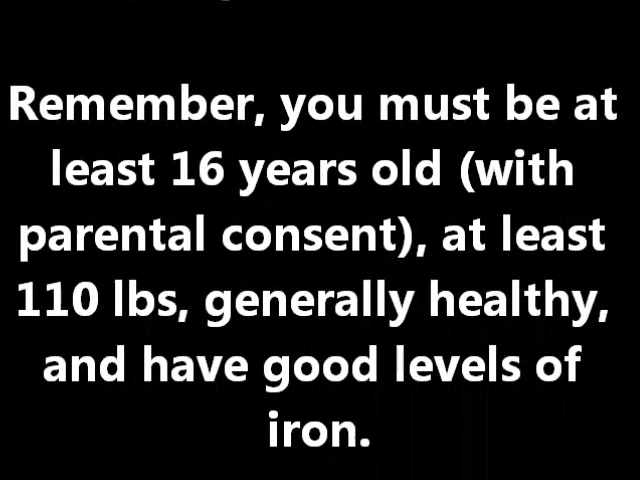 Remember, you must be at
least 16 years old (with
parental consent), at least
110 lbs, generally healthy,
and have good levels of
iron.